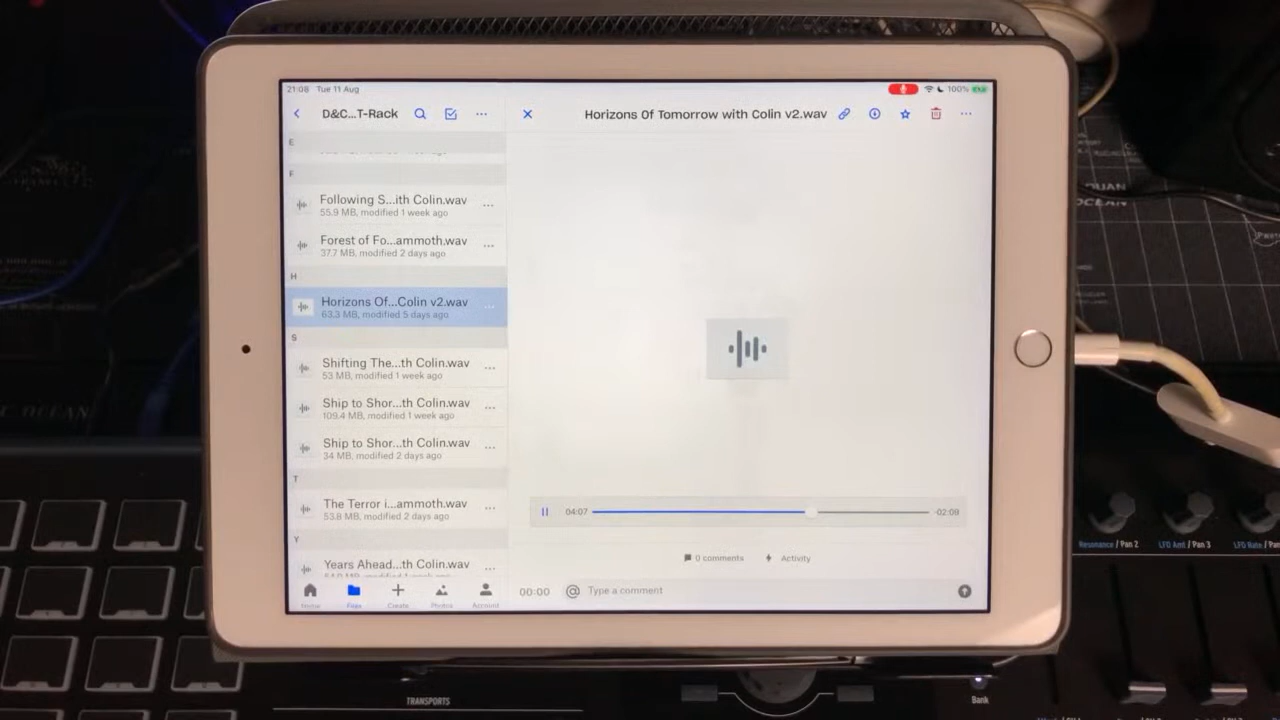 21:08 Tue 11 Aug
100%
D&C...T-Rack
Horizons Of Tomorrow with Colin v2.wav
E
F
Following S...ith Colin.wav
55.9 MB, modified 1 week ago
Forest of Fo...ammoth.wav
37.7 MB, modified 2 days ago
H
Horizons Of...Colin v2.wav
63.3 MB, modified 5 days ago
S
Shifting The...th Colin.wav
53 MB, modified 1 week ago
Ship to Shor...th Colin.wav
109.4 MB, modified 1 week ago
Ship to Shor...th Colin.wav
34 MB, modified 2 days ago
T
The Terror i...ammoth.wav
53.8 MB, modified 2 days ago
Y
Years Ahead...th Colin.wav
04:07
-02:09
0 comments
Activity
00:00
Type a comment
Home
Files
Create
Photos
Account
OCEAN
Resonance / Pan 2
LFO Amt / Pan 3
LFO Rate /
TRANSPORTS
Bank